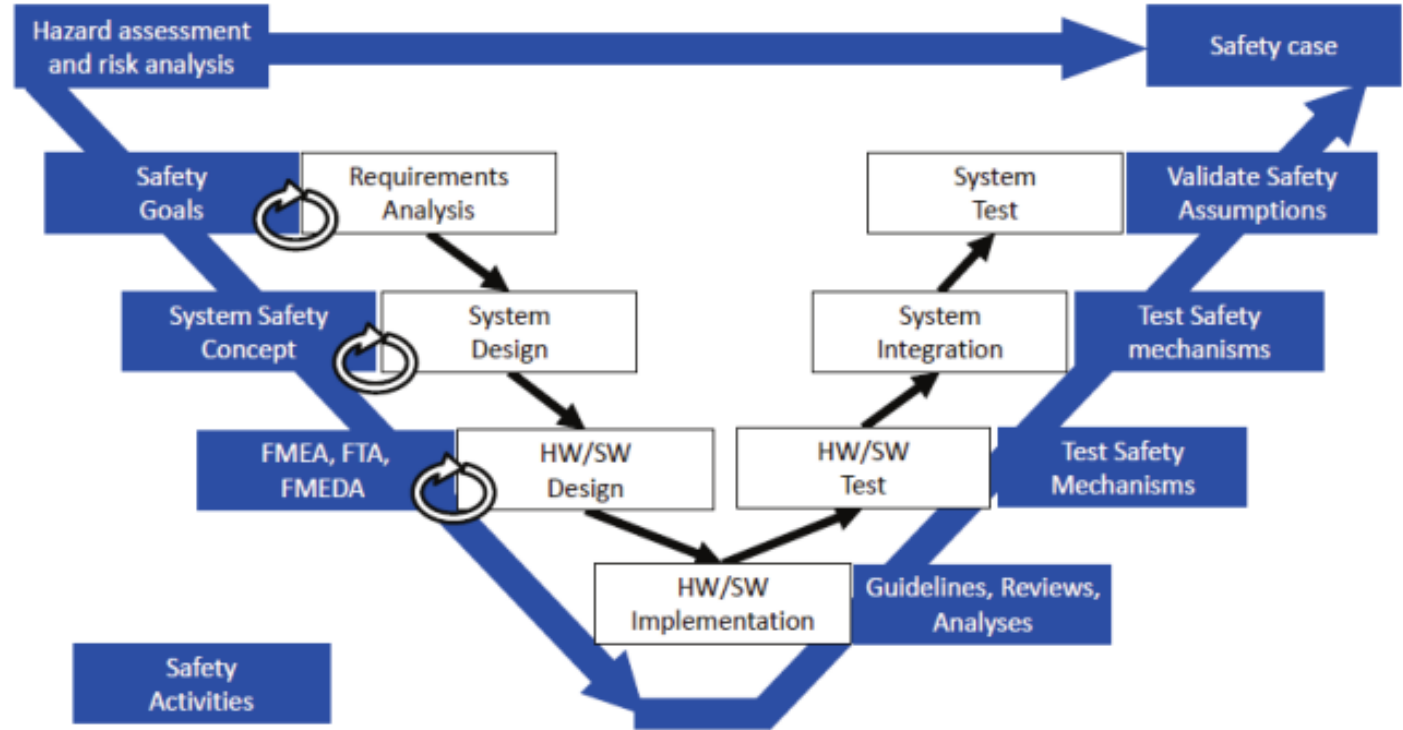 Hazard assessment
and risk analysis
Safety case
Safety
Goals
Requirements
Analysis
System
Test
Validate Safety
Assumptions
System Safety
Concept
System
Design
System
Integration
Test Safety
mechanisms
FMEA, FTA,
FMEDA
HW/SW
Design
HW/SW
Test
Test Safety
Mechanisms
HW/SW
Implementation
Guidelines, Reviews,
Analyses
Safety
Activities